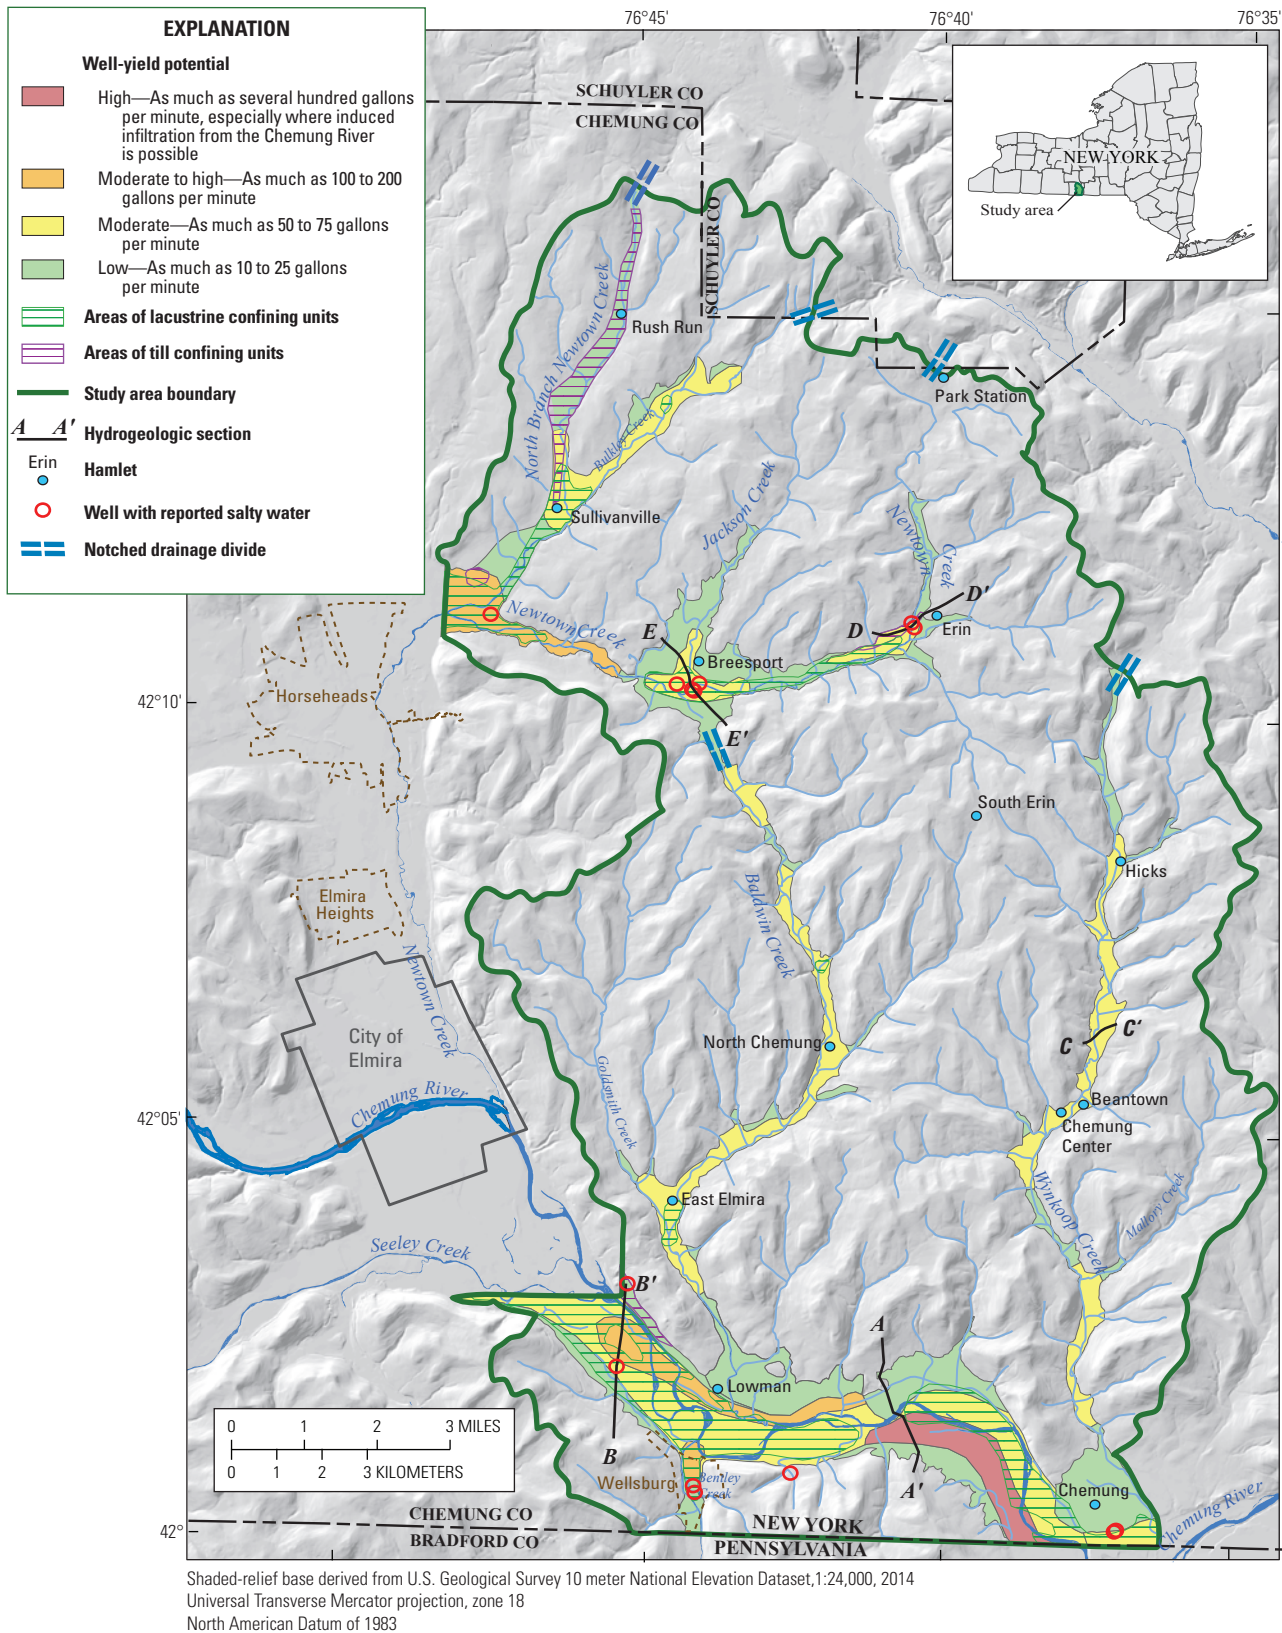 76°45'
76°40'
76°35'
EXPLANATION
Well-yield potential
High—As much as several hundred gallons
per minute, especially where induced
infiltration from the Chemung River
is possible
Moderate to high—As much as 100 to 200
gallons per minute
Moderate—As much as 50 to 75 gallons
per minute
Low—As much as 10 to 25 gallons
per minute
Areas of lacustrine confining units
Areas of till confining units
Study area boundary
A A' Hydrogeologic section
Erin
Hamlet
Well with reported salty water
Notched drainage divide
SCHUYLER CO
CHEMUNG CO
SCHUYLER CO
NEW YORK
Study area
North Branch Newtown Creek
Rush Run
Park Station
Bulkley Creek
Sullivanville
Jackson Creek
Newtown
Creek
Newtown Creek
D'
D
Erin
E
Breesport
E'
Horseheads
42°10'
South Erin
Hicks
Elmira
Heights
Baldwin Creek
Newtown Creek
City of
Elmira
North Chemung
C
C'
Goldsmith Creek
Chemung River
Beantown
Chemung
Center
42°05'
Wynkoop Creek
Mallory Creek
East Elmira
Seeley Creek
B'
A
Lowman
B
Wellsburg
Bentley
Creek
A'
Chemung
Chemung River
0 1 2 3 MILES
0 1 2 3 KILOMETERS
42°
CHEMUNG CO
BRADFORD CO
NEW YORK
PENNSYLVANIA
Shaded-relief base derived from U.S. Geological Survey 10 meter National Elevation Dataset,1:24,000, 2014
Universal Transverse Mercator projection, zone 18
North American Datum of 1983